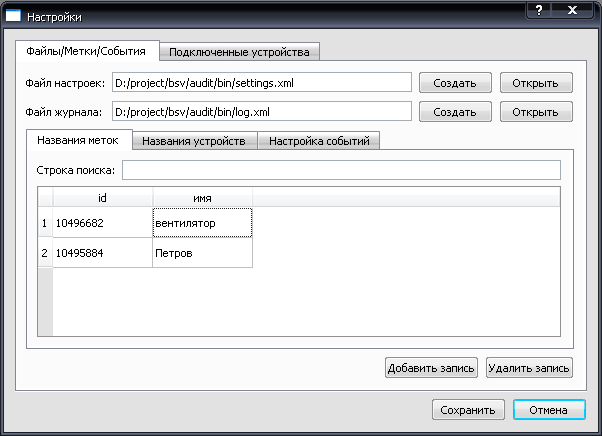 Настройки
Файлы/Метки/События Подключенные устройства
Файл настроек: D:/project/bsv/audit/bin/settings.xml Создать Открыть
Файл журнала: D:/project/bsv/audit/bin/log.xml Создать Открыть
Названия меток Названия устройств Настройка событий
Строка поиска:
id имя
1 10496682 вентилятор
2 10495884 Петров
Добавить запись Удалить запись
Сохранить Отмена